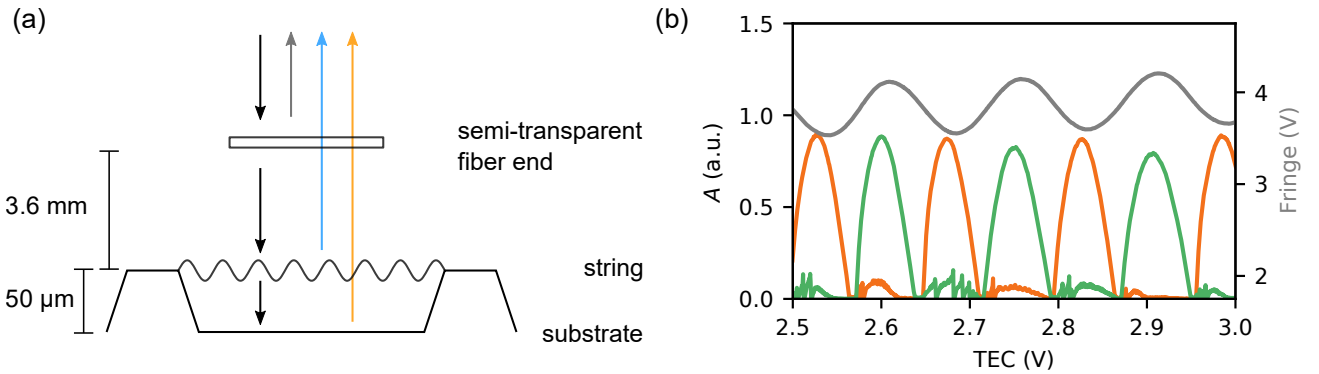 (a)
semi-transparent
fiber end
3.6 mm
string
50 μm
substrate
(b)
1.5
1.0
0.5
0.0
A (a.u.)
4
3
2
Fringe (V)
2.5 2.6 2.7 2.8 2.9 3.0
TEC (V)